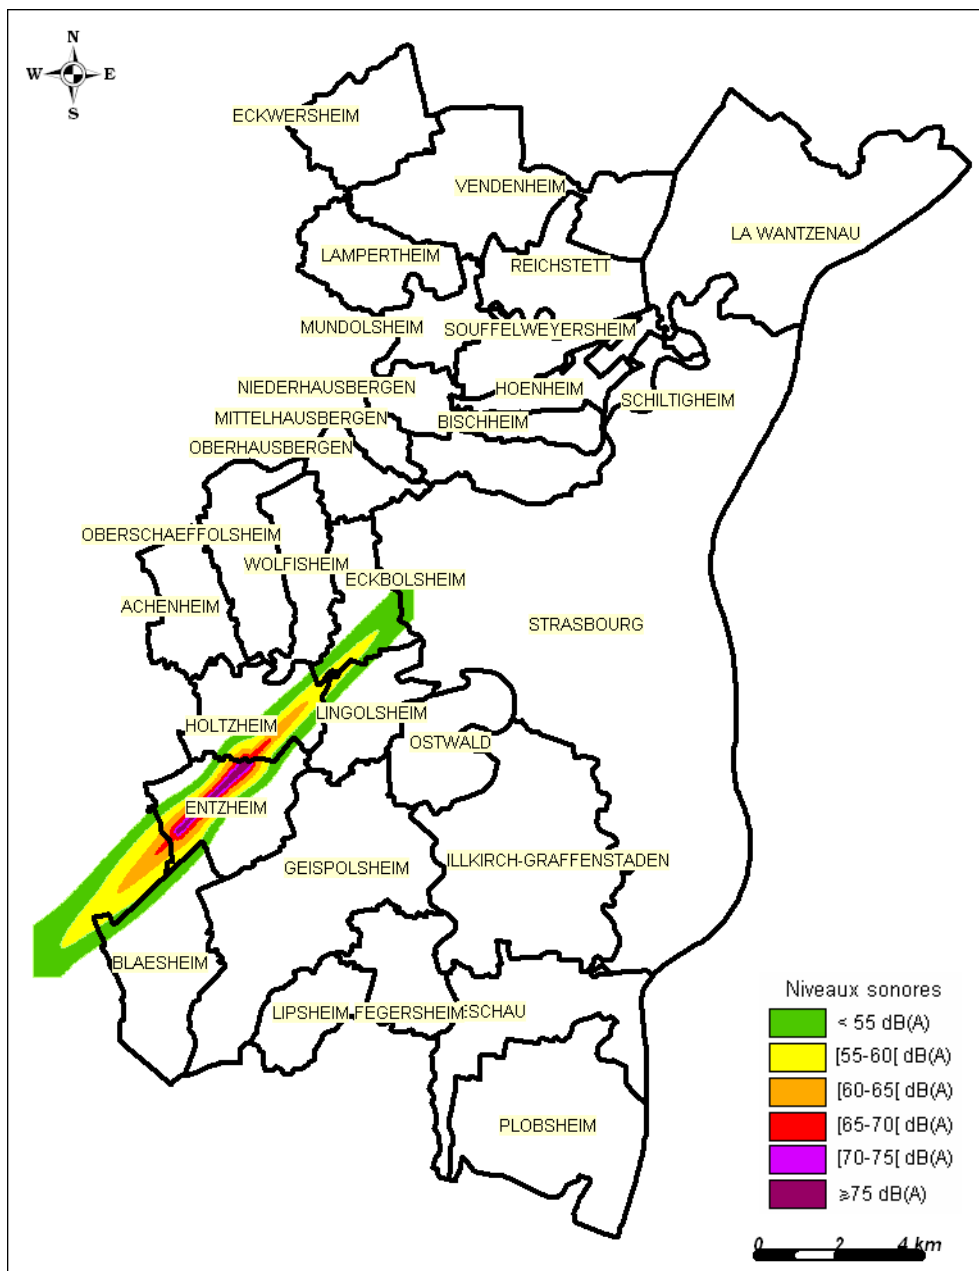 N
W E
S
ECKWERSHEIM
VENDENHEIM
LA WANTZENAU
LAMPERTHEIM
REICHSTETT
MUNDOLSHEIM
SOUFFELWEYERSHEIM
NIEDERHAUSBERGEN
HOENHEIM
SCHILTIGHEIM
MITTELHAUSBERGEN
BISCHHEIM
OBERHAUSBERGEN
OBERSCHAEFFOLSHEIM
WOLFISHEIM
ECKBOLSHEIM
ACHENHEIM
STRASBOURG
LINGOLSHEIM
HOLTZHEIM
OSTWALD
ENTZHEIM
GEISPOLSHEIM
ILLKIRCH-GRAFFENSTADEN
BLAESHEIM
LIPSHEIM
FEGERSHEIM
ESCHAU
PLOBSHEIM
Niveaux sonores
< 55 dB(A)
[55-60[ dB(A)
[60-65[ dB(A)
[65-70[ dB(A)
[70-75[ dB(A)
⩾75 dB(A)
0 2 4 km